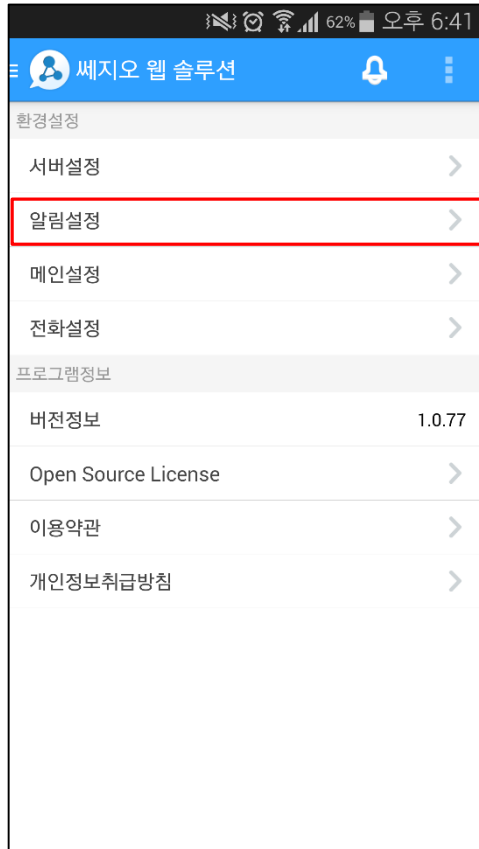 62% 오후 6:41
쎄지오 웹 솔루션
환경설정
서버설정
알림설정
메인설정
전화설정
프로그램정보
버전정보 1.0.77
Open Source License
이용약관
개인정보취급방침